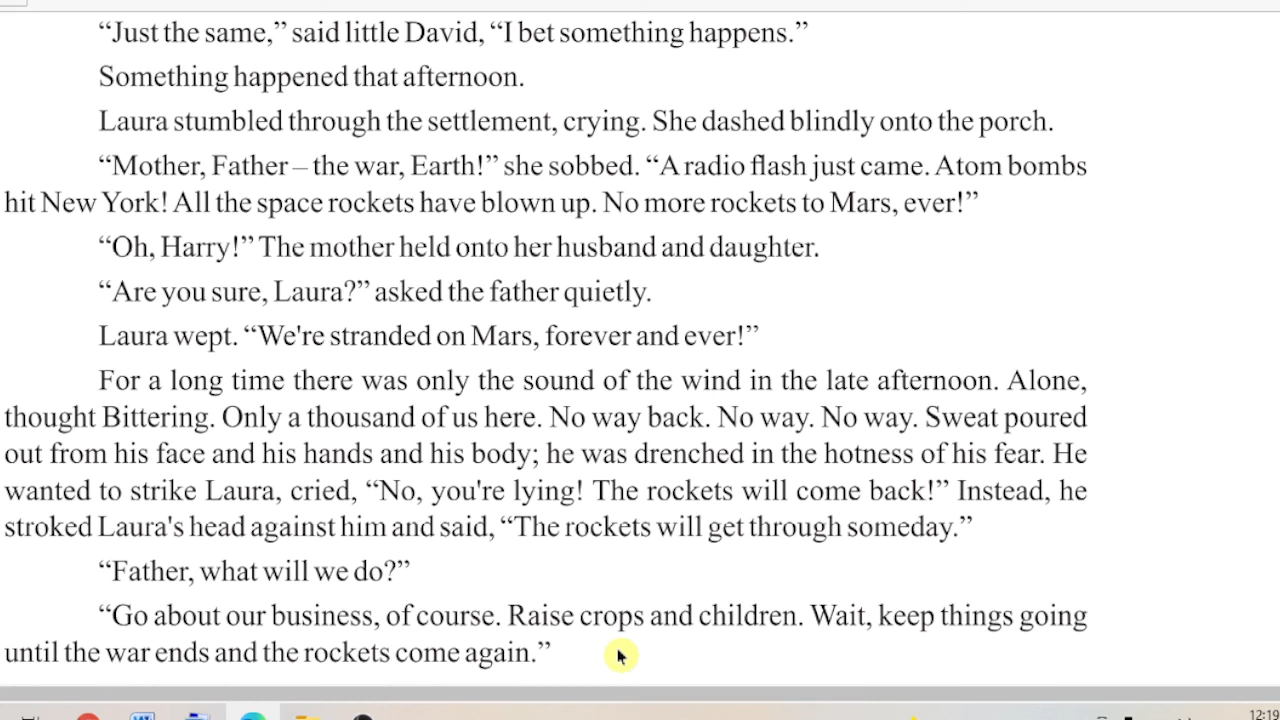 “Just the same,” said little David, “I bet something happens.”
Something happened that afternoon.
Laura stumbled through the settlement, crying. She dashed blindly onto the porch.
“Mother, Father – the war, Earth!” she sobbed. “A radio flash just came. Atom bombs
hit New York! All the space rockets have blown up. No more rockets to Mars, ever!”
“Oh, Harry!” The mother held onto her husband and daughter.
“Are you sure, Laura?” asked the father quietly.
Laura wept. “We're stranded on Mars, forever and ever!”
For a long time there was only the sound of the wind in the late afternoon. Alone,
thought Bittering. Only a thousand of us here. No way back. No way. No way. Sweat poured
out from his face and his hands and his body; he was drenched in the hotness of his fear. He
wanted to strike Laura, cried, “No, you're lying! The rockets will come back!” Instead, he
stroked Laura's head against him and said, “The rockets will get through someday.”
“Father, what will we do?”
“Go about our business, of course. Raise crops and children. Wait, keep things going
until the war ends and the rockets come again.”
12:19